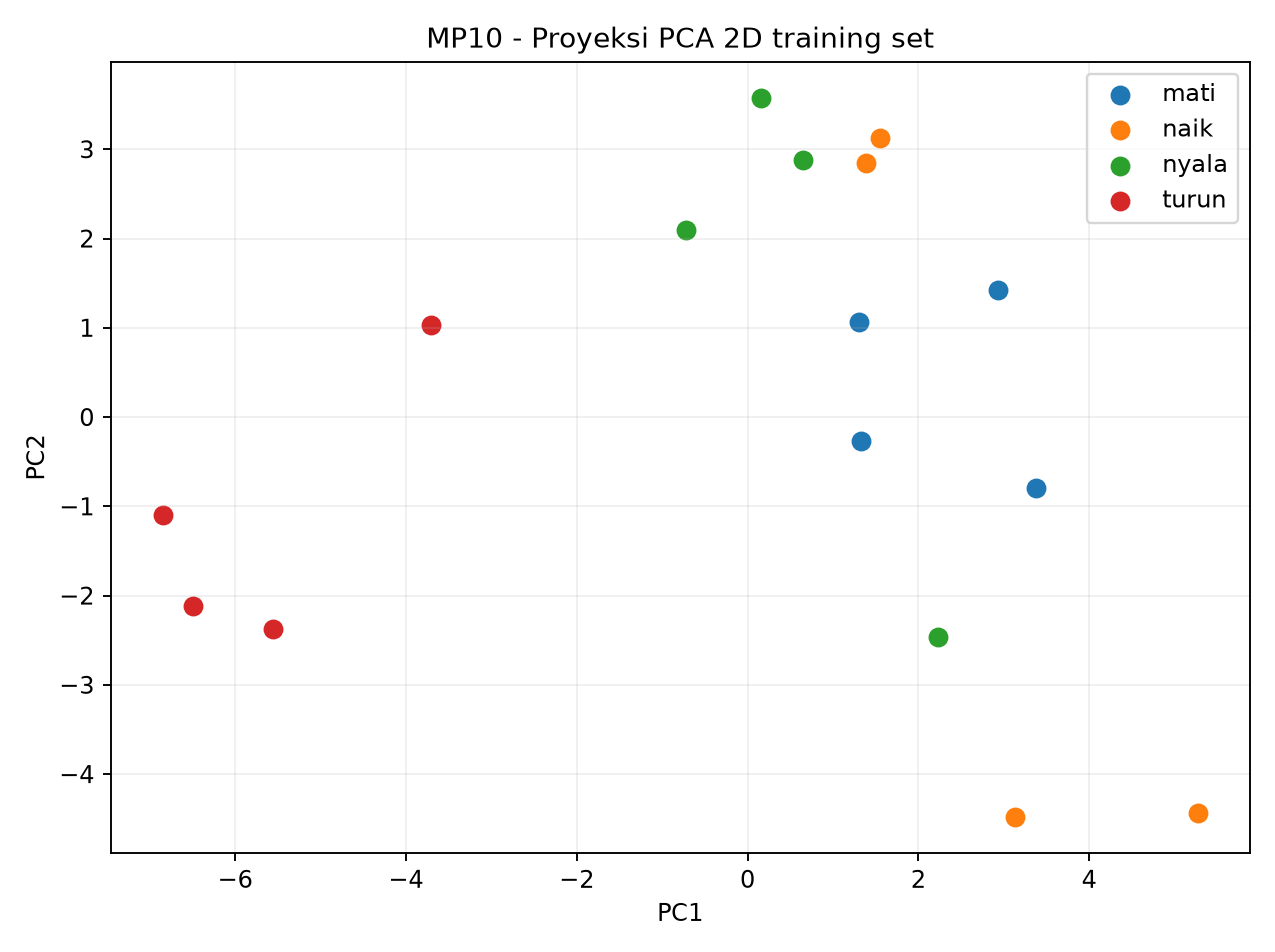 MP10 - Proyeksi PCA 2D training set
mati
naik
nyala
turun
3
2
1
0
−1
−2
−3
−4
PC2
−6
−4
−2
0
2
4
PC1